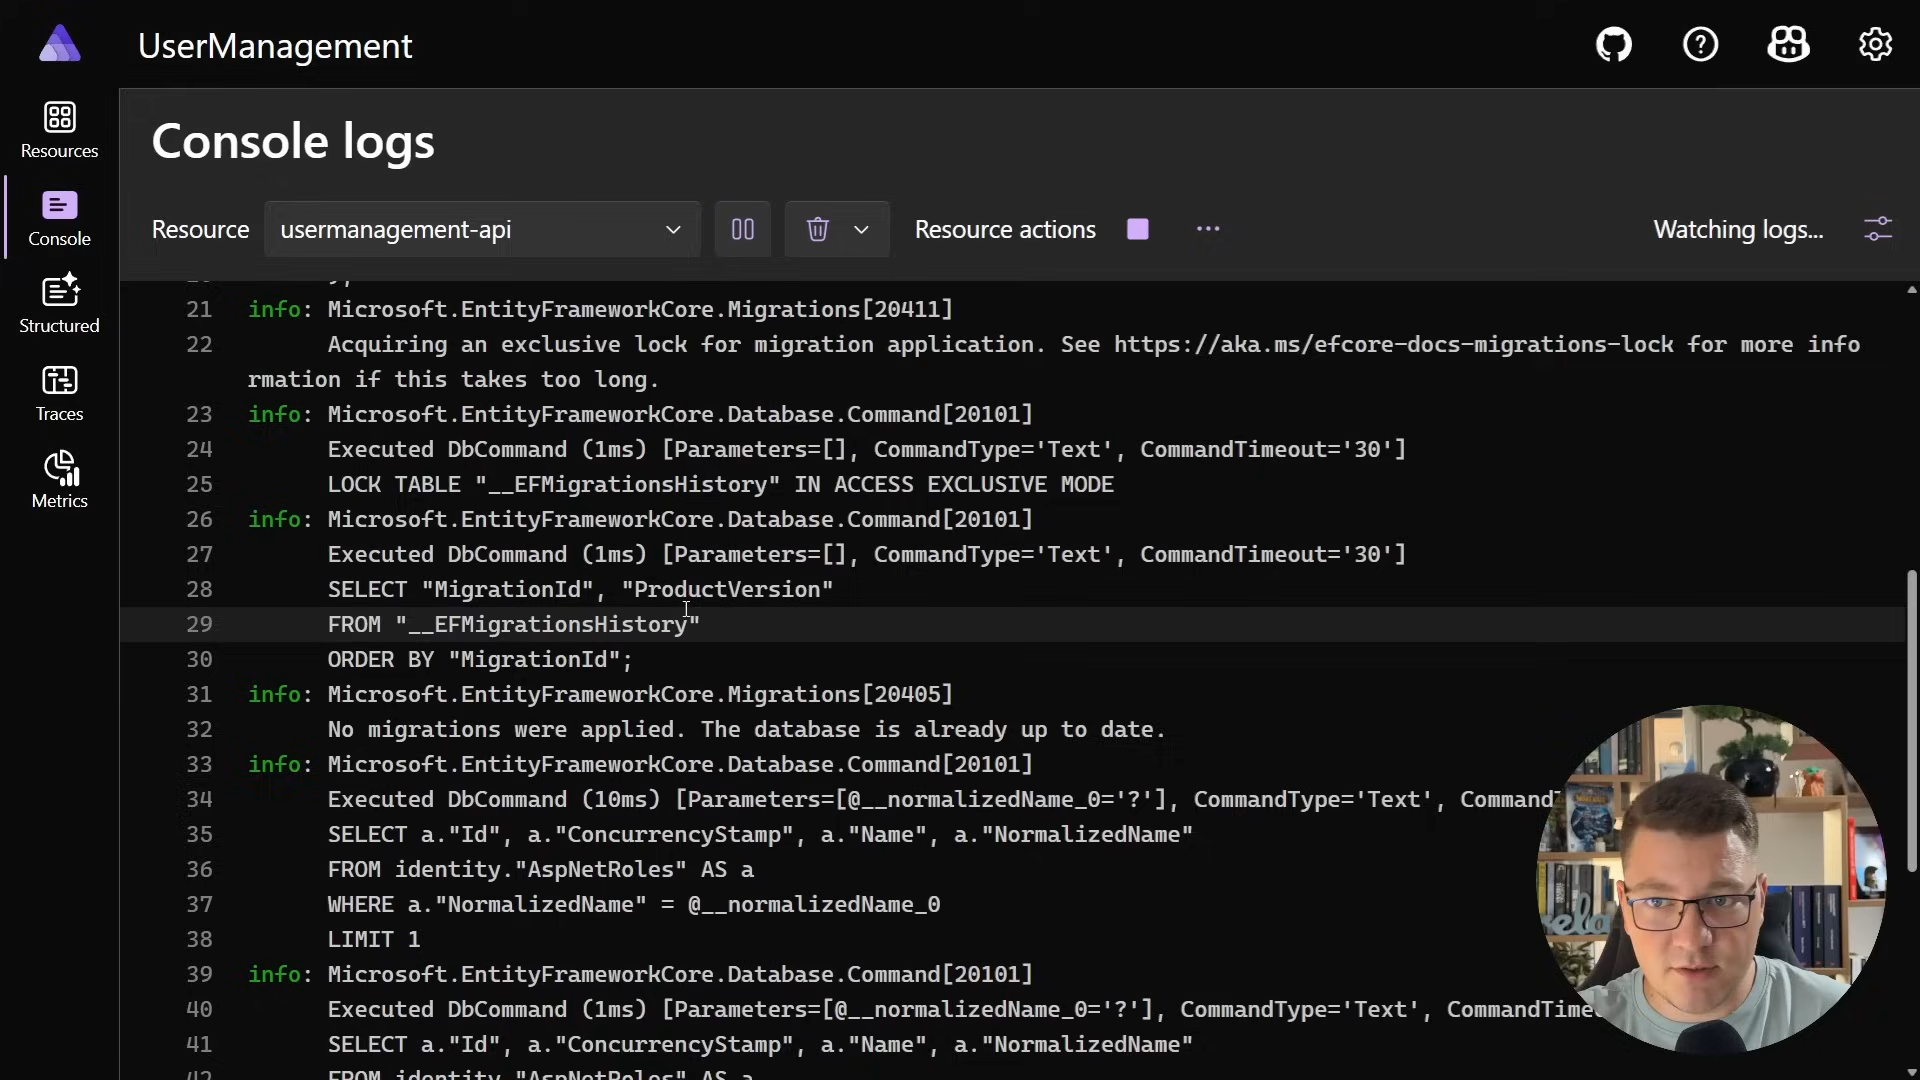 UserManagement
Resources
Console
Structured
Traces
Metrics
Console logs
Resource
usermanagement-api
Resource actions
Watching logs...
21 info: Microsoft.EntityFrameworkCore.Migrations[20411]
22 Acquiring an exclusive lock for migration application. See https://aka.ms/efcore-docs-migrations-lock for more info
rmation if this takes too long.
23 info: Microsoft.EntityFrameworkCore.Database.Command[20101]
24 Executed DbCommand (1ms) [Parameters=[], CommandType='Text', CommandTimeout='30']
25 LOCK TABLE "__EFMigrationsHistory" IN ACCESS EXCLUSIVE MODE
26 info: Microsoft.EntityFrameworkCore.Database.Command[20101]
27 Executed DbCommand (1ms) [Parameters=[], CommandType='Text', CommandTimeout='30']
28 SELECT "MigrationId", "ProductVersion"
29 FROM "__EFMigrationsHistory"
30 ORDER BY "MigrationId";
31 info: Microsoft.EntityFrameworkCore.Migrations[20405]
32 No migrations were applied. The database is already up to date.
33 info: Microsoft.EntityFrameworkCore.Database.Command[20101]
34 Executed DbCommand (10ms) [Parameters=[@__normalizedName_0='?'], CommandType='Text', Command
35 SELECT a."Id", a."ConcurrencyStamp", a."Name", a."NormalizedName"
36 FROM identity."AspNetRoles" AS a
37 WHERE a."NormalizedName" = @__normalizedName_0
38 LIMIT 1
39 info: Microsoft.EntityFrameworkCore.Database.Command[20101]
40 Executed DbCommand (1ms) [Parameters=[@__normalizedName_0='?'], CommandType='Text', CommandTime
41 SELECT a."Id", a."ConcurrencyStamp", a."Name", a."NormalizedName"
42 FROM identity."AspNetRoles" AS a